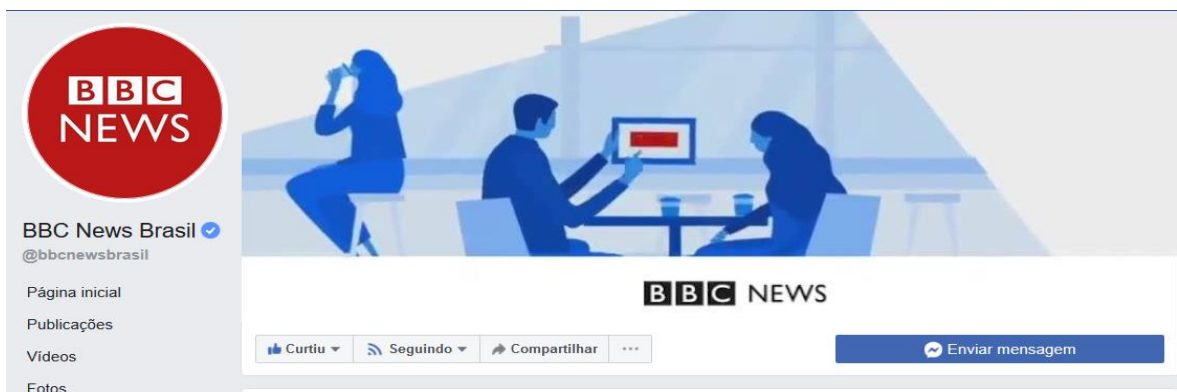 BBC
NEWS
BBC News Brasil
@bbcnewsbrasil
Página inicial
Publicações
Vídeos
Fotos
BBC NEWS
Curtiu
Seguindo
Compartilhar
Enviar mensagem